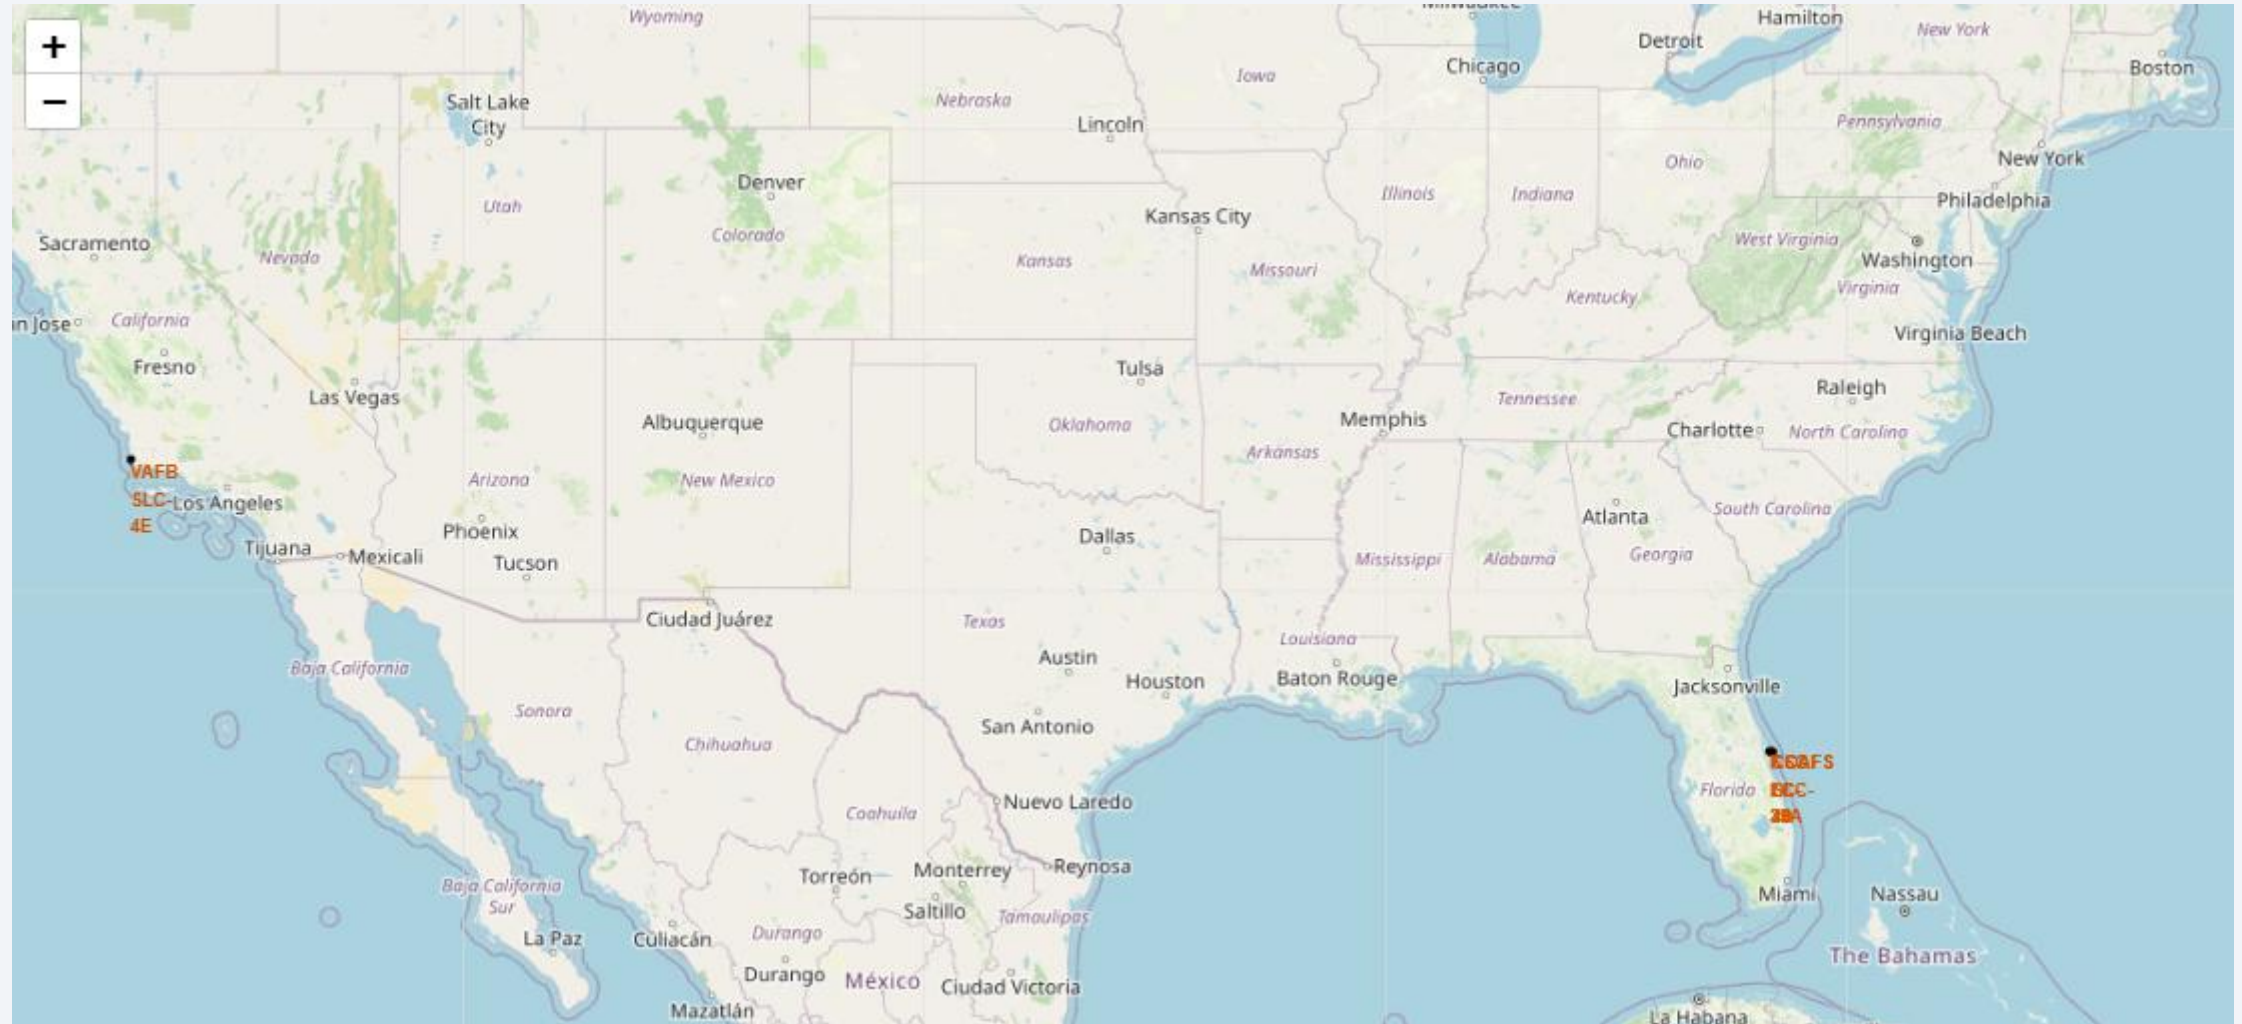 Wyoming
Hamilton
New York
+
Detroit
Chicago
Boston
Iowa
Salt Lake
City
Nebraska
Lincoln
Pennsylvania
New York
Ohio
Denver
Utah
Illinois
Indiana
Philadelphia
Kansas City
Colorado
West Virginia
Sacramento
Nevada
Kansas
Missouri
Washington
Virginia
Kentucky
California
n Jose
Virginia Beach
Fresno
Tulsa
Las Vegas
Raleigh
Tennessee
Albuquerque
Oklahoma
Memphis
Charlotte
North Carolina
Arkansas
VAFB
SLC-
4E
Los Angeles
Arizona
New Mexico
South Carolina
Atlanta
Phoenix
Dallas
Tijuana
Mexicali
Tucson
Mississippi
Alabama
Georgia
Ciudad Juárez
Texas
Louisiana
Baja California
Austin
Houston
Baton Rouge
Jacksonville
Sonora
San Antonio
Chihuahua
Florida
Nuevo Laredo
Coahuila
Torreón
Monterrey
Reynosa
Baja California
Sur
Saltillo
Tamaulipas
Miami
Nassau
La Paz
Culiacán
Durango
The Bahamas
Durango
México
Ciudad Victoria
Mazatlán
La Habana